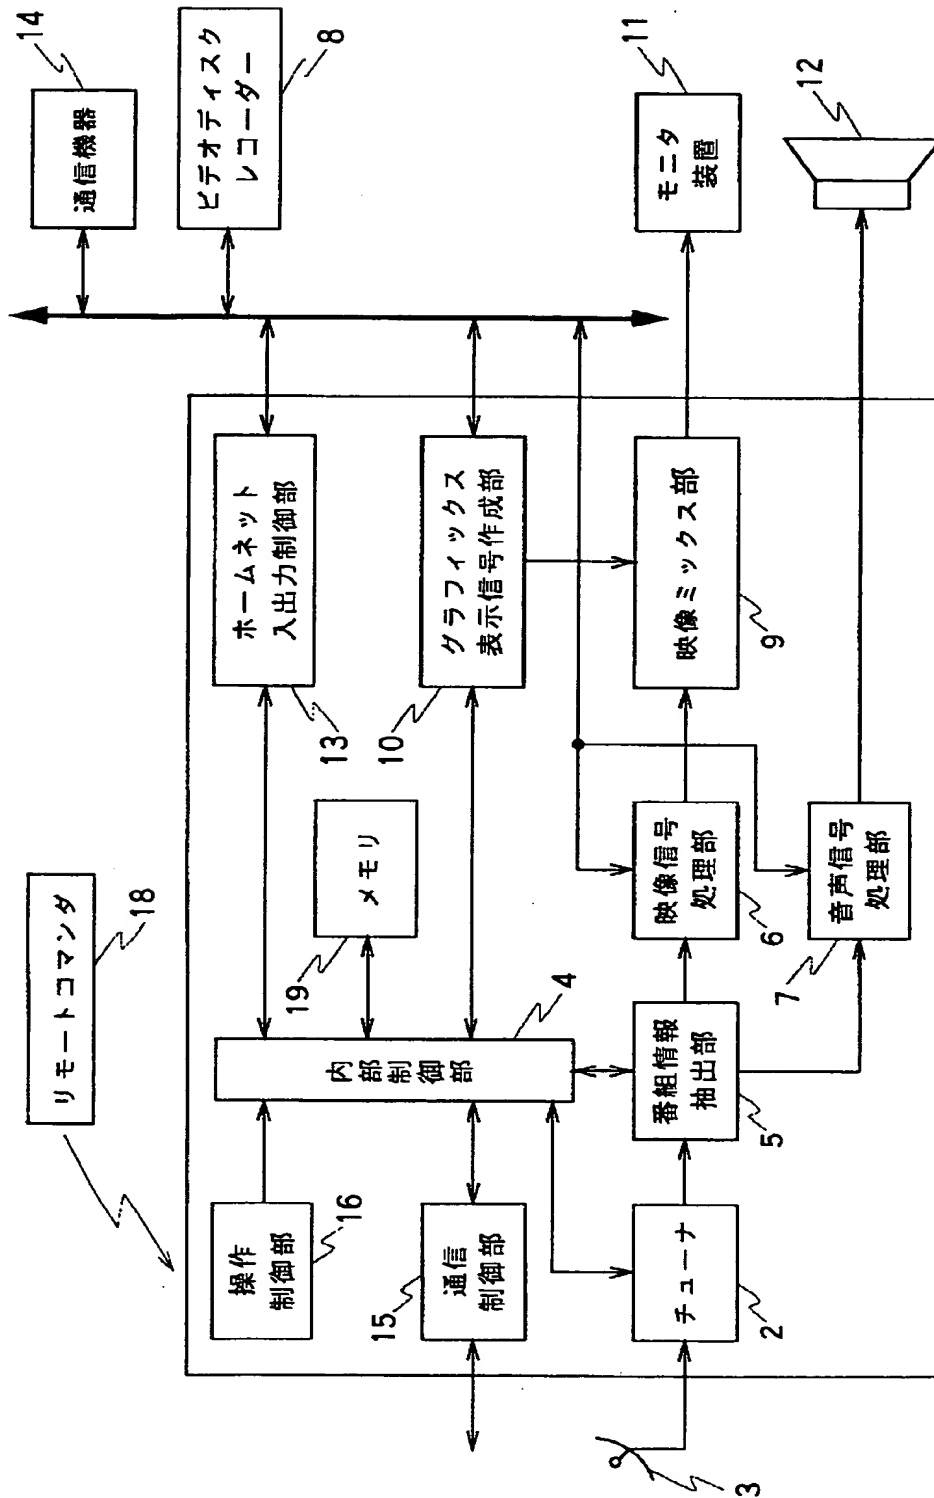 14
通信機器
ビデオディスク
レコーダー
8
11
モニタ
装置
12
ホームネット
入出力制御部
13
グラフィックス
表示信号作成部
10
映像ミックス部
9
リモートコマンダ
18
メモリ
19
映像信号
処理部
6
音声信号
処理部
7
内部制御部
4
番組情報
抽出部
5
操作
制御部
16
通信
制御部
15
チューナ
2
3